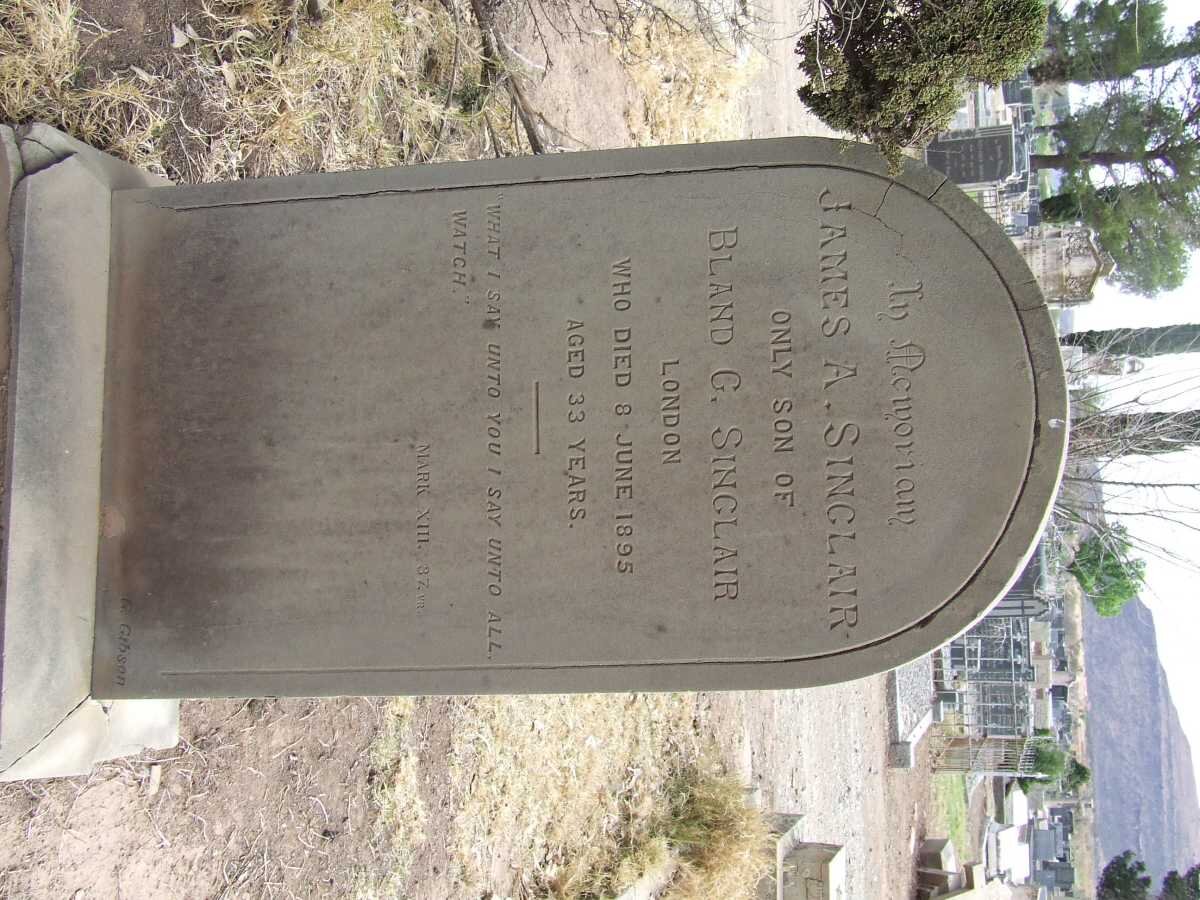 In Memoriam
JAMES A. SINCLAIR
ONLY SON OF
BLAND G. SINCLAIR
LONDON
WHO DIED 8 JUNE 1895
AGED 33 YEARS.
"WHAT I SAY UNTO YOU I SAY UNTO ALL,
WATCH."
MARK XIII. 37. VR.
G. Gibson